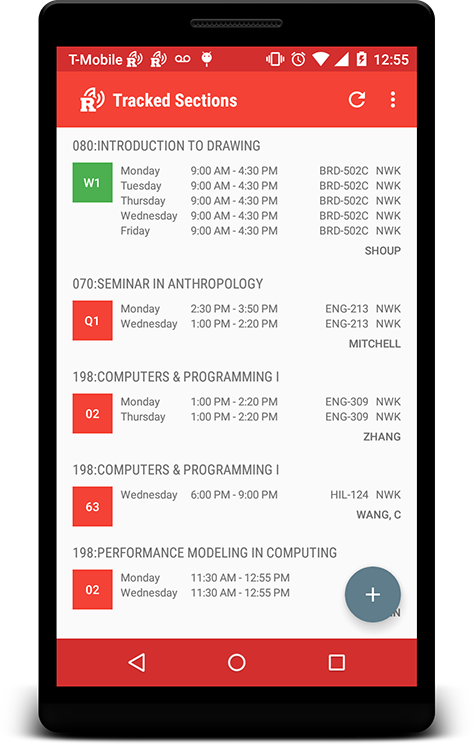 T-Mobile 12:55
R Tracked Sections
080:INTRODUCTION TO DRAWING
W1 Monday 9:00 AM - 4:30 PM BRD-502C NWK
Tuesday 9:00 AM - 4:30 PM BRD-502C NWK
Thursday 9:00 AM - 4:30 PM BRD-502C NWK
Wednesday 9:00 AM - 4:30 PM BRD-502C NWK
Friday 9:00 AM - 4:30 PM BRD-502C NWK
SHOUP
070:SEMINAR IN ANTHROPOLOGY
Q1 Monday 2:30 PM - 3:50 PM ENG-213 NWK
Wednesday 1:00 PM - 2:20 PM ENG-213 NWK
MITCHELL
198:COMPUTERS & PROGRAMMING I
02 Monday 1:00 PM - 2:20 PM ENG-309 NWK
Thursday 1:00 PM - 2:20 PM ENG-309 NWK
ZHANG
198:COMPUTERS & PROGRAMMING I
63 Wednesday 6:00 PM - 9:00 PM HIL-124 NWK
WANG, C
198:PERFORMANCE MODELING IN COMPUTING
02 Monday 11:30 AM - 12:55 PM
Wednesday 11:30 AM - 12:55 PM